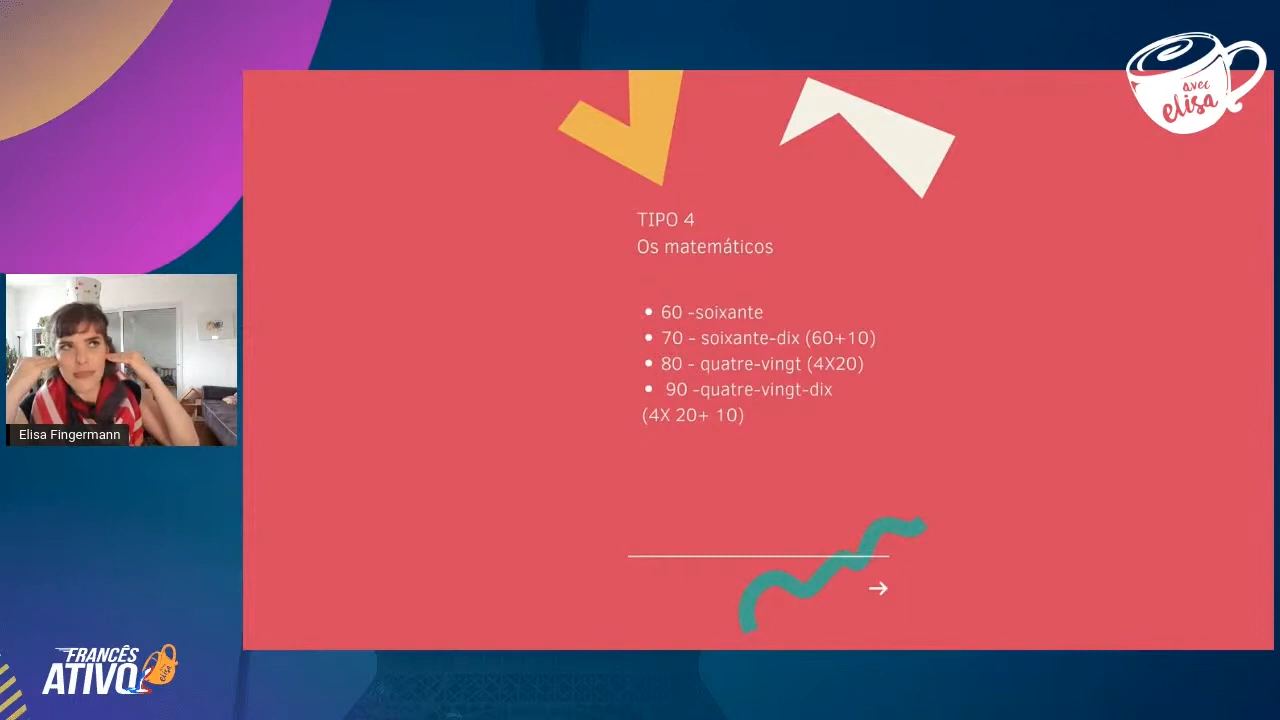 avec
elisa
TIPO 4
Os matemáticos
• 60 -soixante
• 70 - soixante-dix (60+10)
• 80 - quatre-vingt (4X20)
• 90 -quatre-vingt-dix
(4X 20+ 10)
Elisa Fingermann
FRANCÊS
ATIVO
elisa